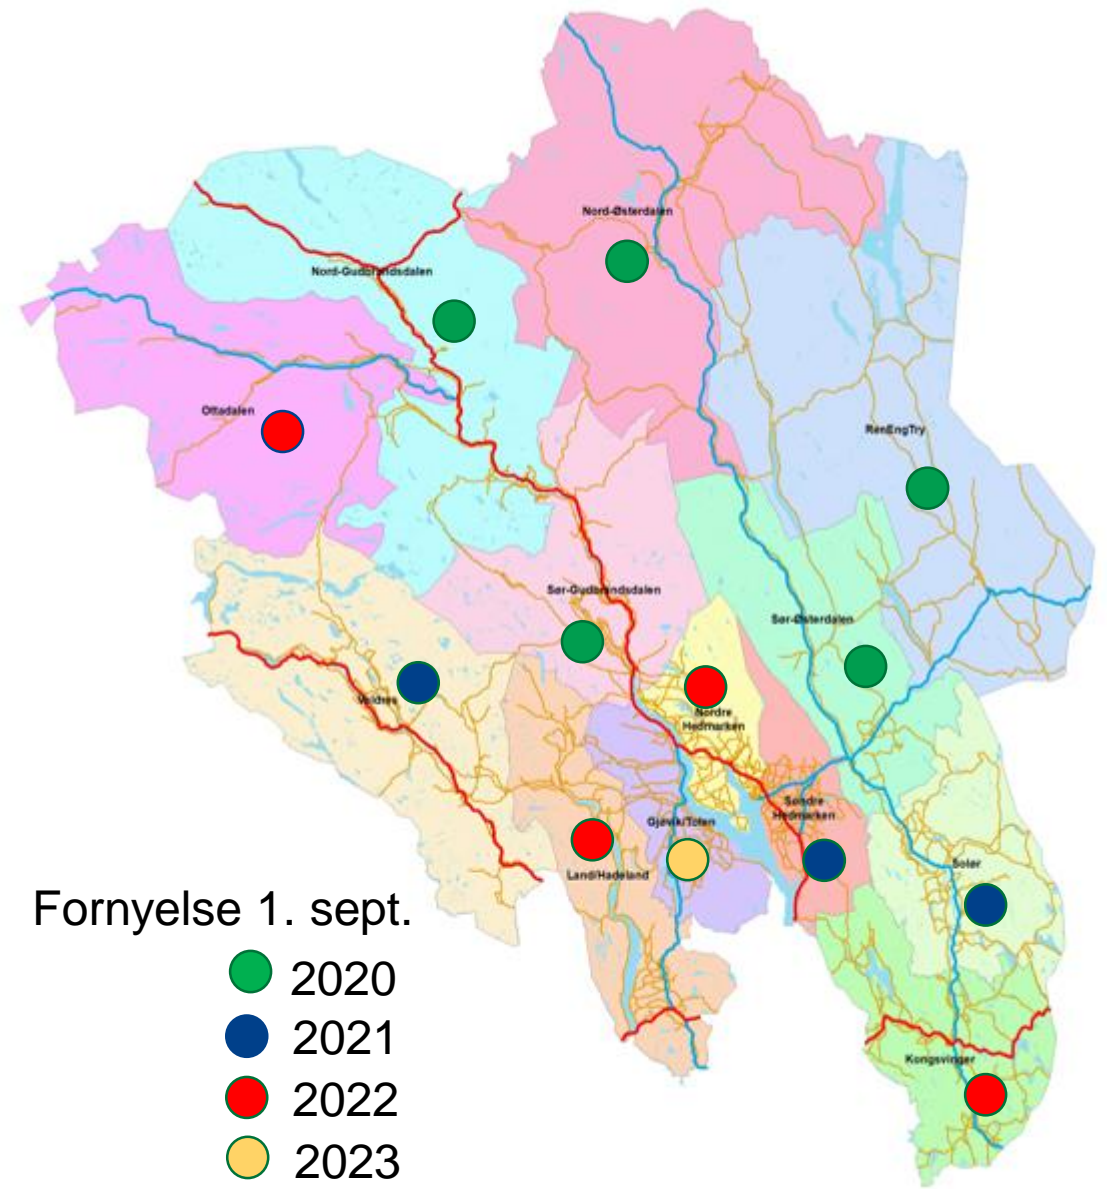 Nord-Østerdalen
Nord-Gudbrandsdalen
Ottadalen
RenEngTry
Sør-Gudbrandsdalen
Sør-Østerdalen
Valdres
Nordre
Hedmarken
Søndre
Hedmarken
Gjøvik/Toten
Land/Hadeland
Solør
Kongsvinger
Fornyelse 1. sept.
2020
2021
2022
2023